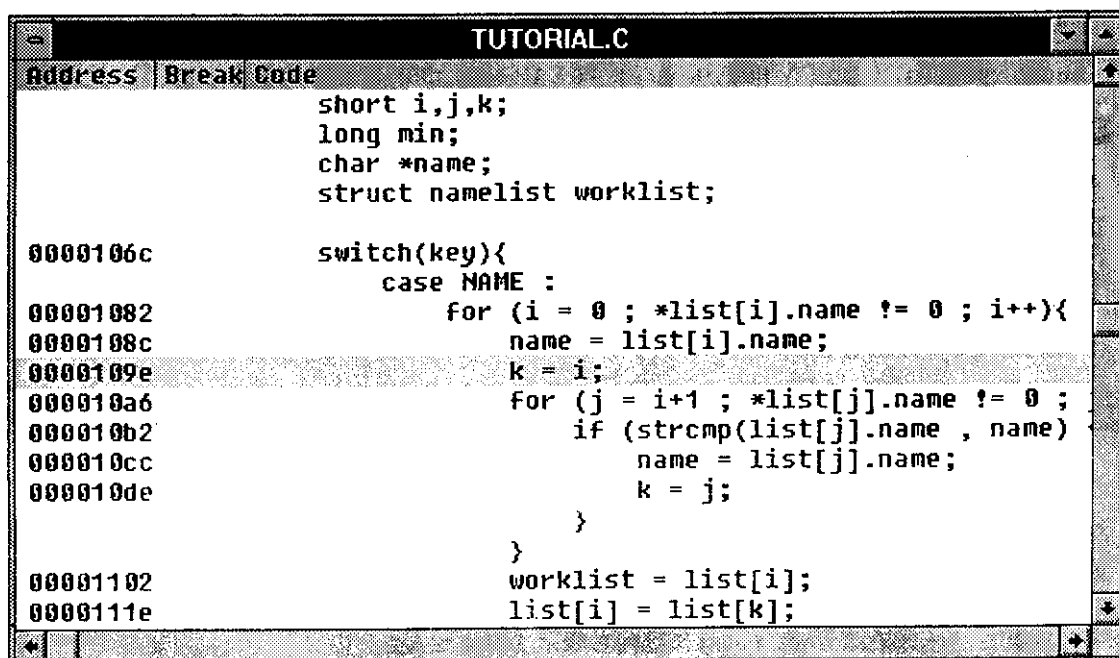 TUTORIAL.C
Address Break Code
short i,j,k;
long min;
char *name;
struct namelist worklist;
0000106c switch(key){
case NAME :
00001082 for (i = 0 ; *list[i].name != 0 ; i++){
0000108c name = list[i].name;
0000109e k = i;
000010a6 for (j = i+1 ; *list[j].name != 0 ;
000010b2 if (strcmp(list[j].name , name)
000010cc name = list[j].name;
000010de k = j;
}
}
00001102 worklist = list[i];
0000111e list[i] = list[k];